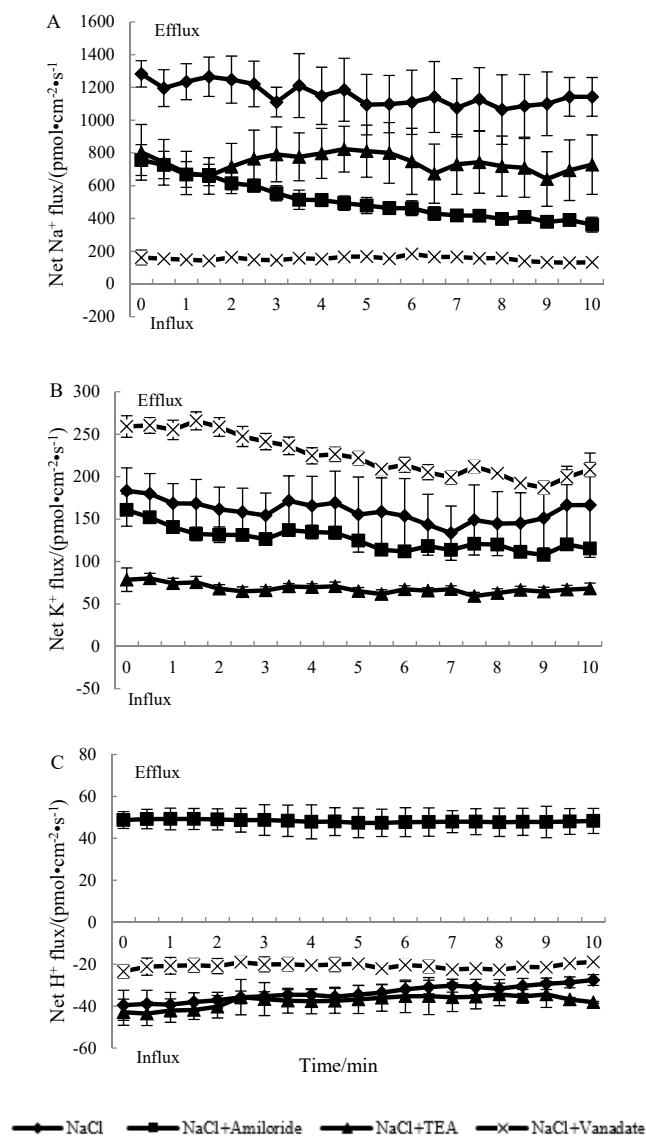 A
Efflux
1600
1400
1200
1000
800
600
400
200
0
-200
0 1 2 3 4 5 6 7 8 9 10
Influx
Net Na⁺ flux/(pmol•cm⁻²•s⁻¹)
B
Efflux
300
250
200
150
100
50
0
-50
0 1 2 3 4 5 6 7 8 9 10
Influx
Net K⁺ flux/(pmol•cm⁻²•s⁻¹)
C
Efflux
80
60
40
20
0
-20
-40
-60
0 1 2 3 4 5 6 7 8 9 10
Influx
Net H⁺ flux/(pmol•cm⁻²•s⁻¹)
Time/min
NaCl NaCl+Amiloride NaCl+TEA NaCl+Vanadate